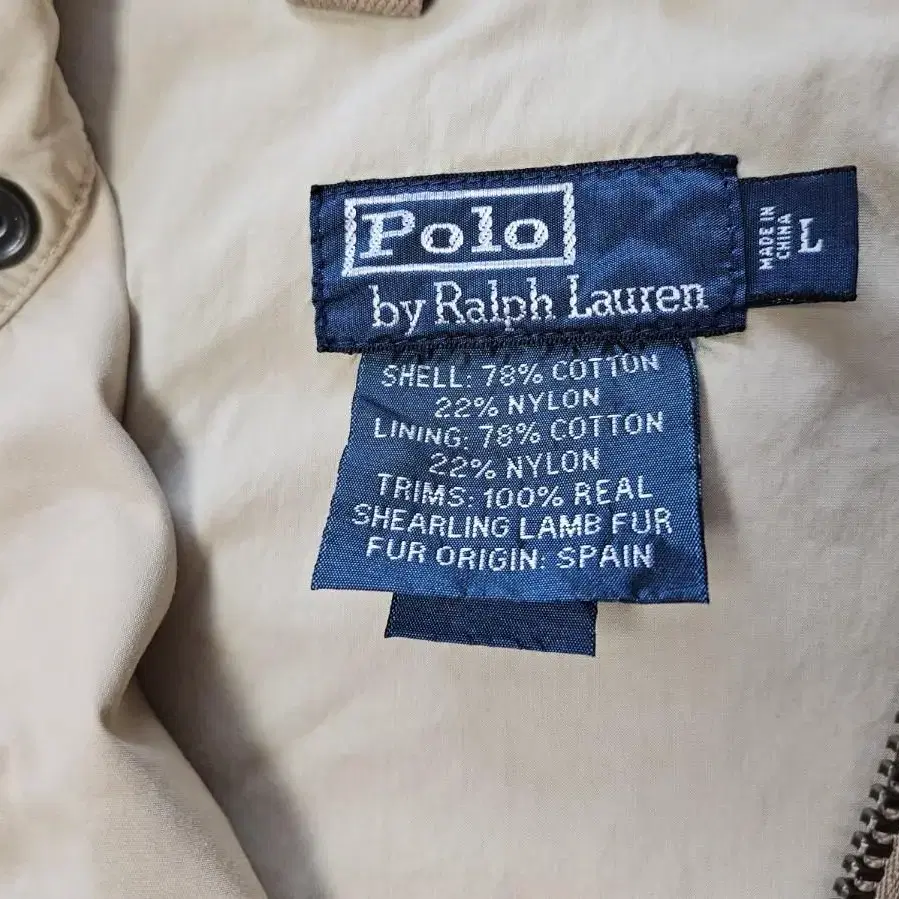 Polo
by Ralph Lauren
MADE IN
CHINA
L
SHELL: 78% COTTON
22% NYLON
LINING: 78% COTTON
22% NYLON
TRIMS: 100% REAL
SHEARLING LAMB FUR
FUR ORIGIN: SPAIN